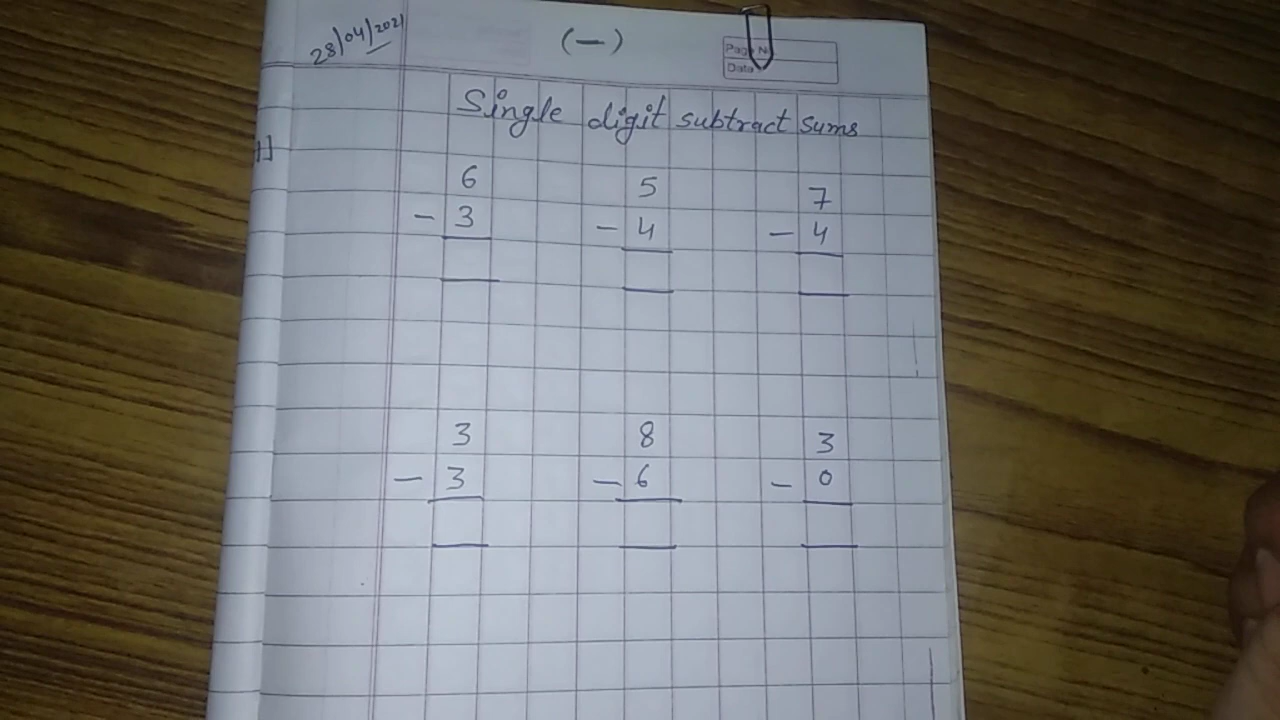 28/04/2021
(—)
Page No
Date
Single digit subtract sums
6 5 7
- 3 - 4 - 4
3 8 3
- 3 - 6 - 0